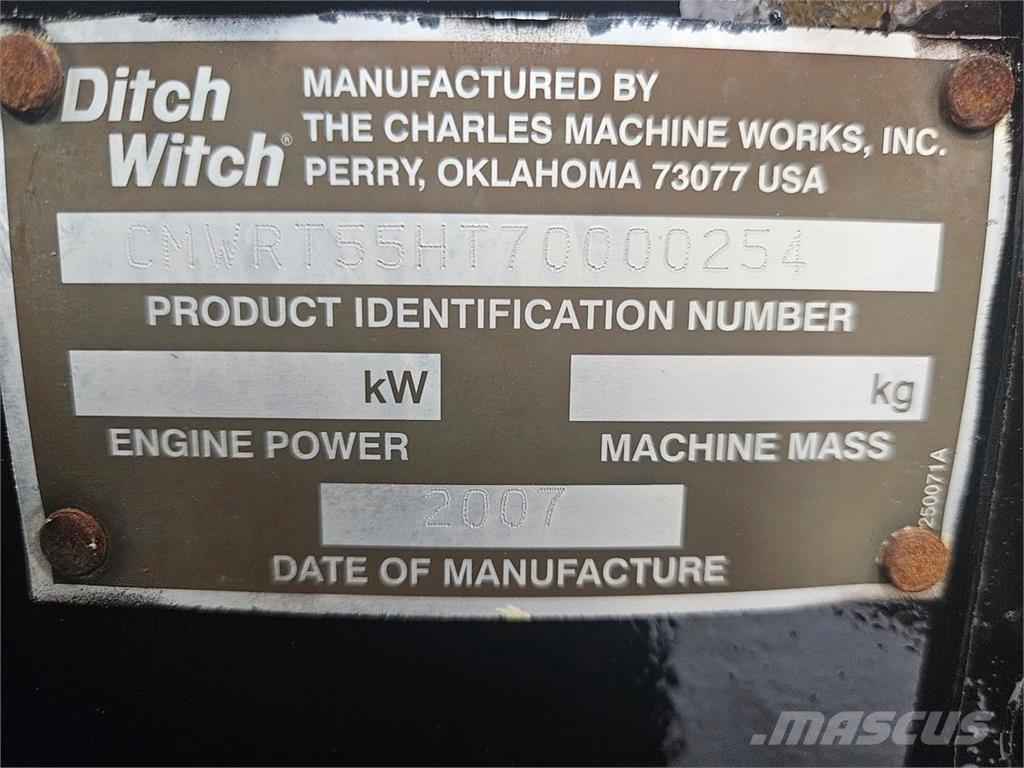 Ditch Witch®
MANUFACTURED BY
THE CHARLES MACHINE WORKS, INC.
PERRY, OKLAHOMA 73077 USA
CMWRT55HT70000254
PRODUCT IDENTIFICATION NUMBER
kW
ENGINE POWER
kg
MACHINE MASS
2007
DATE OF MANUFACTURE
250071A
MASCUS